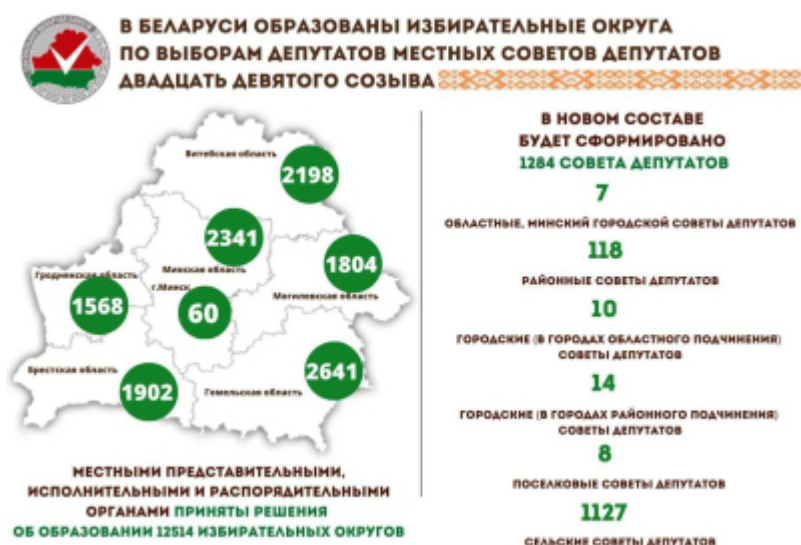 В БЕЛАРУСИ ОБРАЗОВАНЫ ИЗБИРАТЕЛЬНЫЕ ОКРУГА
ПО ВЫБОРАМ ДЕПУТАТОВ МЕСТНЫХ СОВЕТОВ ДЕПУТАТОВ
ДВАДЦАТЬ ДЕВЯТОГО СОЗЫВА
Витебская область
2198
2341
Минская область
1804
Могилевская область
Гродненская область
1568
г.Минск
60
Брестская область
1902
Гомельская область
2641
МЕСТНЫМИ ПРЕДСТАВИТЕЛЬНЫМИ,
ИСПОЛНИТЕЛЬНЫМИ И РАСПОРЯДИТЕЛЬНЫМИ
ОРГАНАМИ ПРИНЯТЫ РЕШЕНИЯ
ОБ ОБРАЗОВАНИИ 12514 ИЗБИРАТЕЛЬНЫХ ОКРУГОВ
В НОВОМ СОСТАВЕ
БУДЕТ СФОРМИРОВАНО
1284 СОВЕТА ДЕПУТАТОВ
7
ОБЛАСТНЫЕ, МИНСКИЙ ГОРОДСКОЙ СОВЕТЫ ДЕПУТАТОВ
118
РАЙОННЫЕ СОВЕТЫ ДЕПУТАТОВ
10
ГОРОДСКИЕ (В ГОРОДАХ ОБЛАСТНОГО ПОДЧИНЕНИЯ)
СОВЕТЫ ДЕПУТАТОВ
14
ГОРОДСКИЕ (В ГОРОДАХ РАЙОННОГО ПОДЧИНЕНИЯ)
СОВЕТЫ ДЕПУТАТОВ
8
ПОСЕЛКОВЫЕ СОВЕТЫ ДЕПУТАТОВ
1127
СЕЛЬСКИЕ СОВЕТЫ ДЕПУТАТОВ